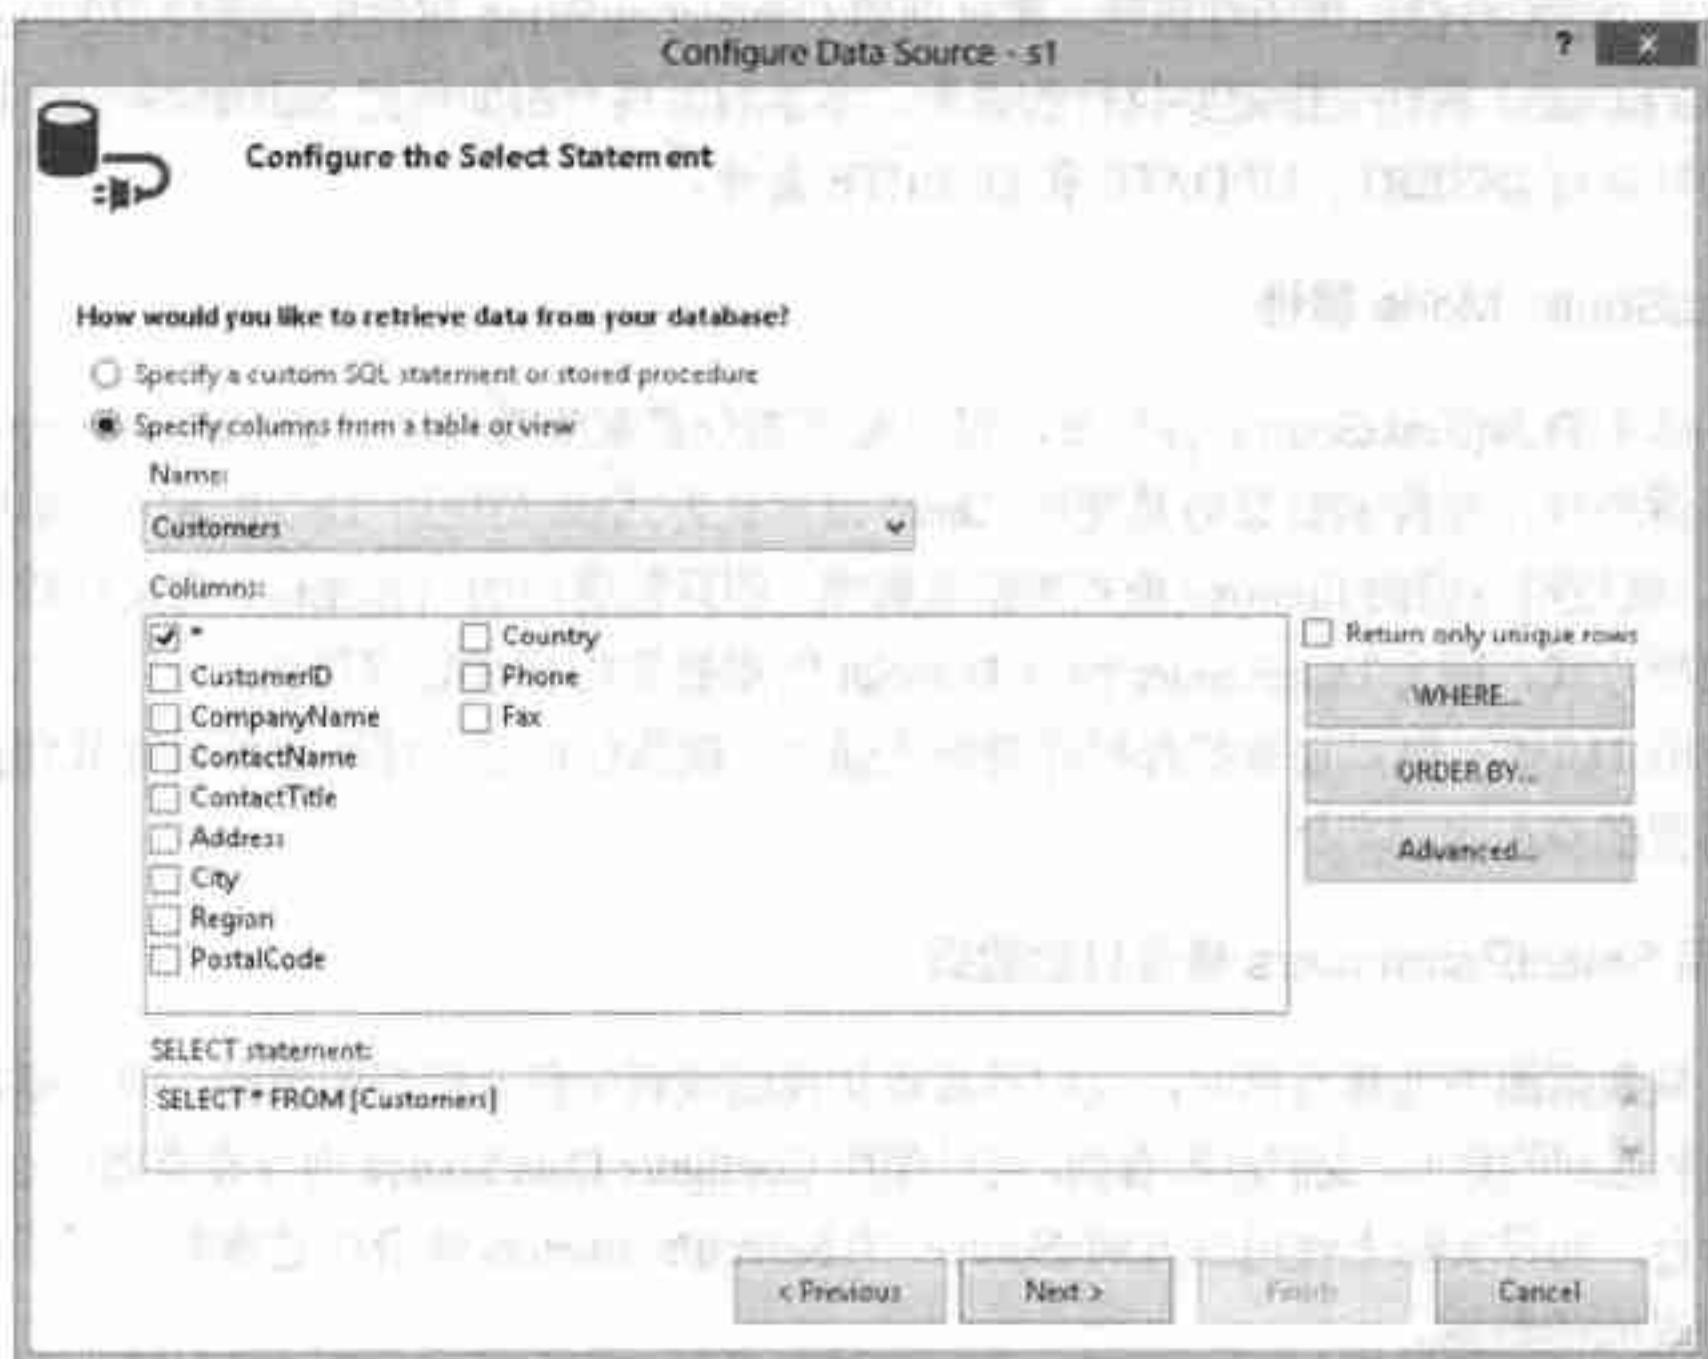 Configure Data Source - s1
?
Configure the Select Statement
How would you like to retrieve data from your database?
Specify a custom SQL statement or stored procedure
Specify columns from a table or view
Name:
Customers
Columns:
*
CustomerID
CompanyName
ContactName
ContactTitle
Address
City
Region
PostalCode
Country
Phone
Fax
Return only unique rows
WHERE...
ORDER BY...
Advanced...
SELECT statement:
SELECT * FROM [Customers]
< Previous
Next >
Finish
Cancel